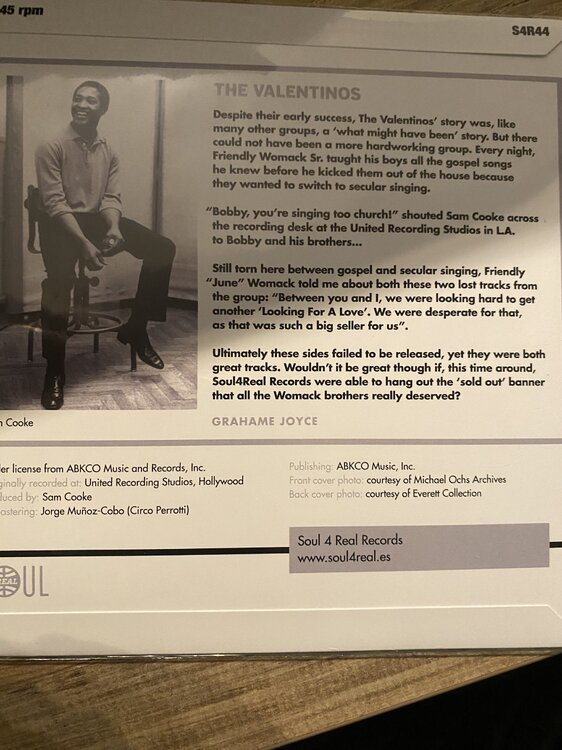 45 rpm
S4R44
THE VALENTINOS
Despite their early success, The Valentinos' story was, like
many other groups, a 'what might have been' story. But there
could not have been a more hardworking group. Every night,
Friendly Womack Sr. taught his boys all the gospel songs
he knew before he kicked them out of the house because
they wanted to switch to secular singing.
"Bobby, you're singing too church!" shouted Sam Cooke across
the recording desk at the United Recording Studios in L.A.
to Bobby and his brothers...
Still torn here between gospel and secular singing, Friendly
"June" Womack told me about both these two lost tracks from
the group: "Between you and I, we were looking hard to get
another 'Looking For A Love'. We were desperate for that,
as that was such a big seller for us".
Ultimately these sides failed to be released, yet they were both
great tracks. Wouldn't it be great though if, this time around,
Soul4Real Records were able to hang out the 'sold out' banner
that all the Womack brothers really deserved?
GRAHAME JOYCE
Cooke
license from ABKCO Music and Records, Inc.
recorded at: United Recording Studios, Hollywood
by: Sam Cooke
Jorge Muñoz-Cobo (Circo Perrotti)
Publishing: ABKCO Music, Inc.
Front cover photo: courtesy of Michael Ochs Archives
Back cover photo: courtesy of Everett Collection
Soul 4 Real Records
www.soul4real.es
REAL
OUL